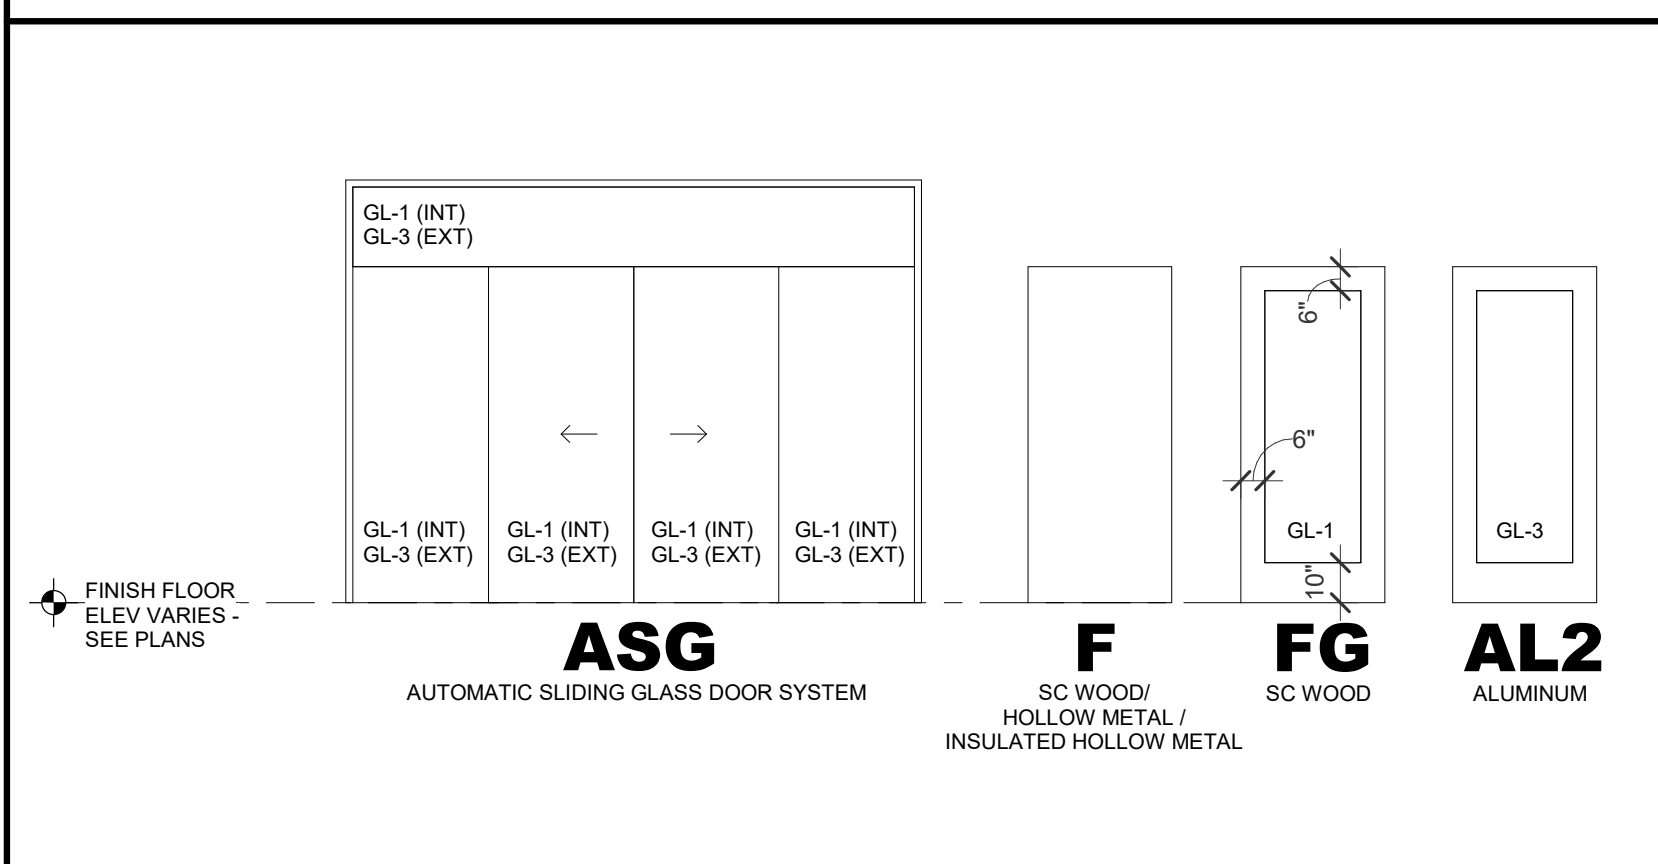 GL-1 (INT)
GL-3 (EXT)
6"
6"
GL-1 (INT)
GL-3 (EXT)
GL-1 (INT)
GL-3 (EXT)
GL-1 (INT)
GL-3 (EXT)
GL-1 (INT)
GL-3 (EXT)
GL-1
GL-3
10"
FINISH FLOOR
ELEV VARIES -
SEE PLANS
ASG
AUTOMATIC SLIDING GLASS DOOR SYSTEM
F
SC WOOD/
HOLLOW METAL /
INSULATED HOLLOW METAL
FG
SC WOOD
AL2
ALUMINUM